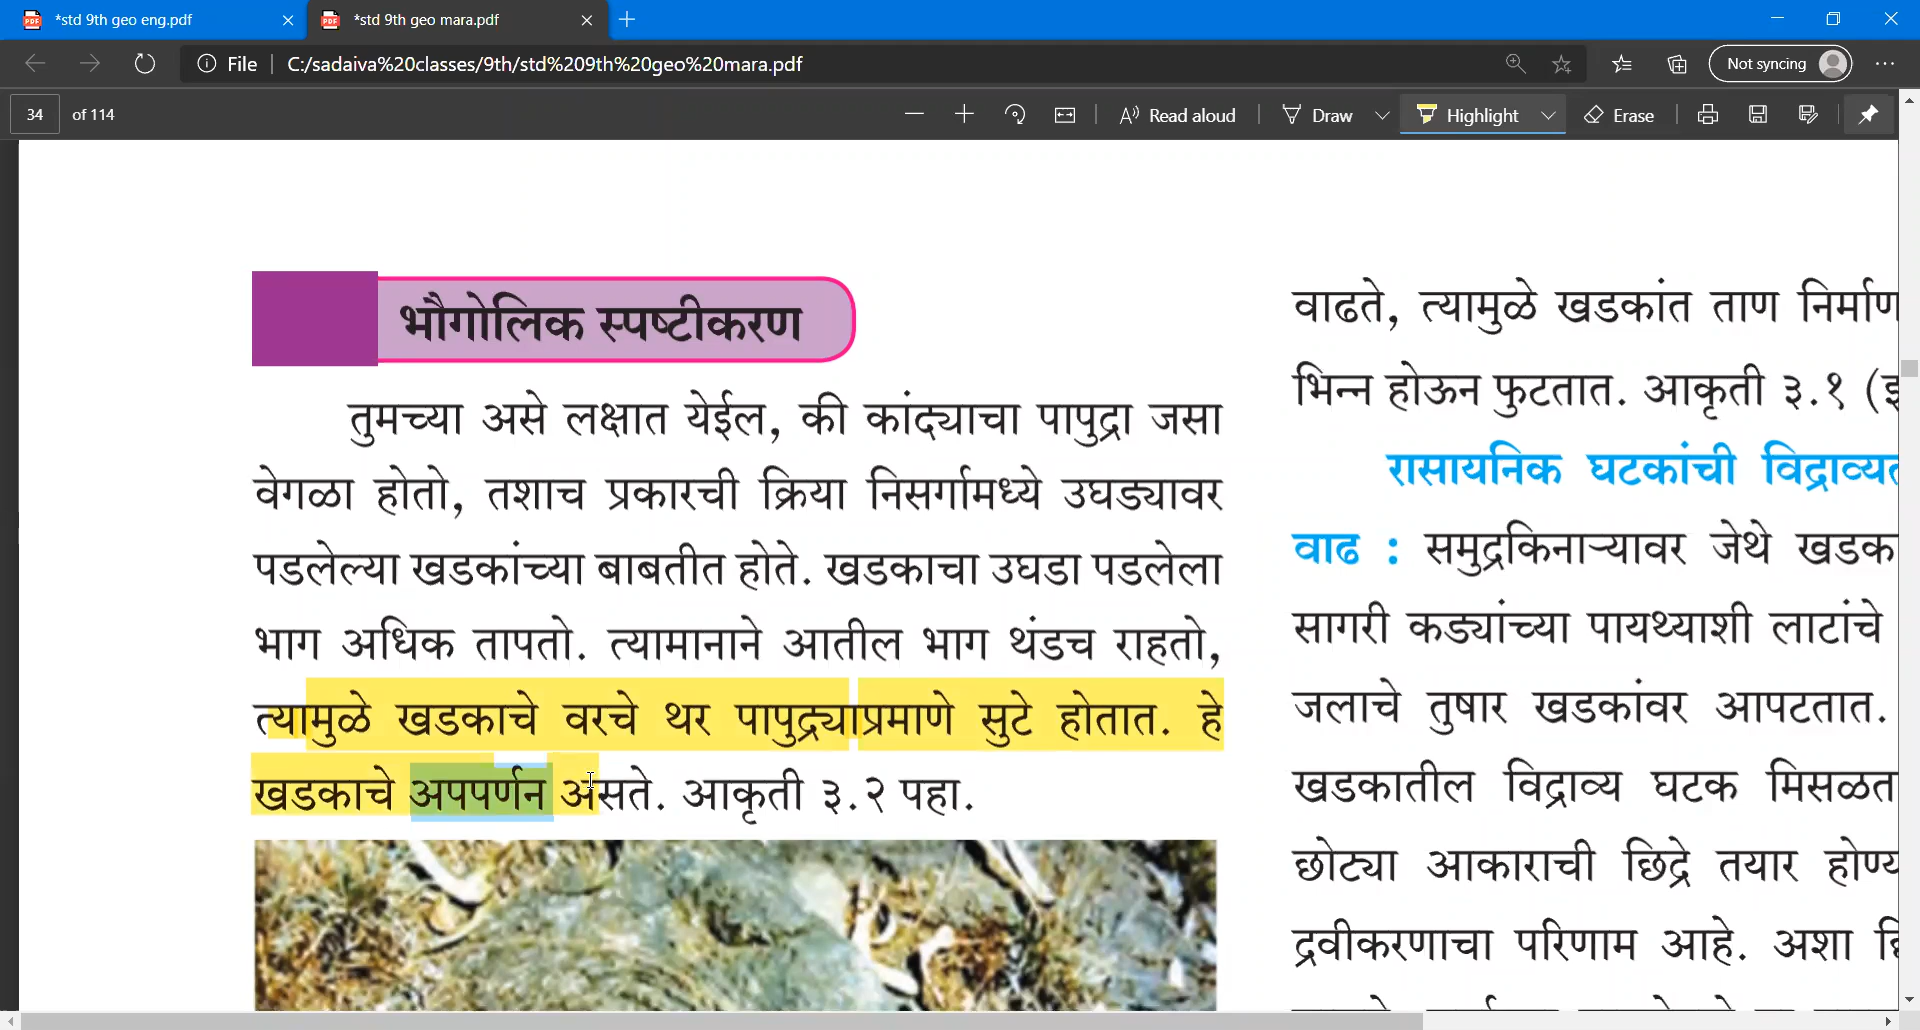 *std 9th geo eng.pdf
*std 9th geo mara.pdf
File
C:/sadaiva%20classes/9th/std%209th%20geo%20mara.pdf
Not syncing
34 of 114
Read aloud
Draw
Highlight
Erase
भौगोलिक स्पष्टीकरण
तुमच्या असे लक्षात येईल, की कांद्याचा पापुद्रा जसा
वेगळा होतो, तशाच प्रकारची क्रिया निसर्गामध्ये उघड्यावर
पडलेल्या खडकांच्या बाबतीत होते. खडकाचा उघडा पडलेला
भाग अधिक तापतो. त्यामानाने आतील भाग थंडच राहतो,
त्यामुळे खडकाचे वरचे थर पापुद्र्याप्रमाणे सुटे होतात. हे
खडकाचे अपपर्णन असते. आकृती ३.२ पहा.
वाढते, त्यामुळे खडकांत ताण निर्माण
भिन्न होऊन फुटतात. आकृती ३.१ (इ
रासायनिक घटकांची विद्राव्यत
वाढ : समुद्रकिनाऱ्यावर जेथे खडक
सागरी कड्यांच्या पायथ्याशी लाटांचे
जलाचे तुषार खडकांवर आपटतात.
खडकातील विद्राव्य घटक मिसळत
छोट्या आकाराची छिद्रे तयार होण्य
द्रवीकरणाचा परिणाम आहे. अशा